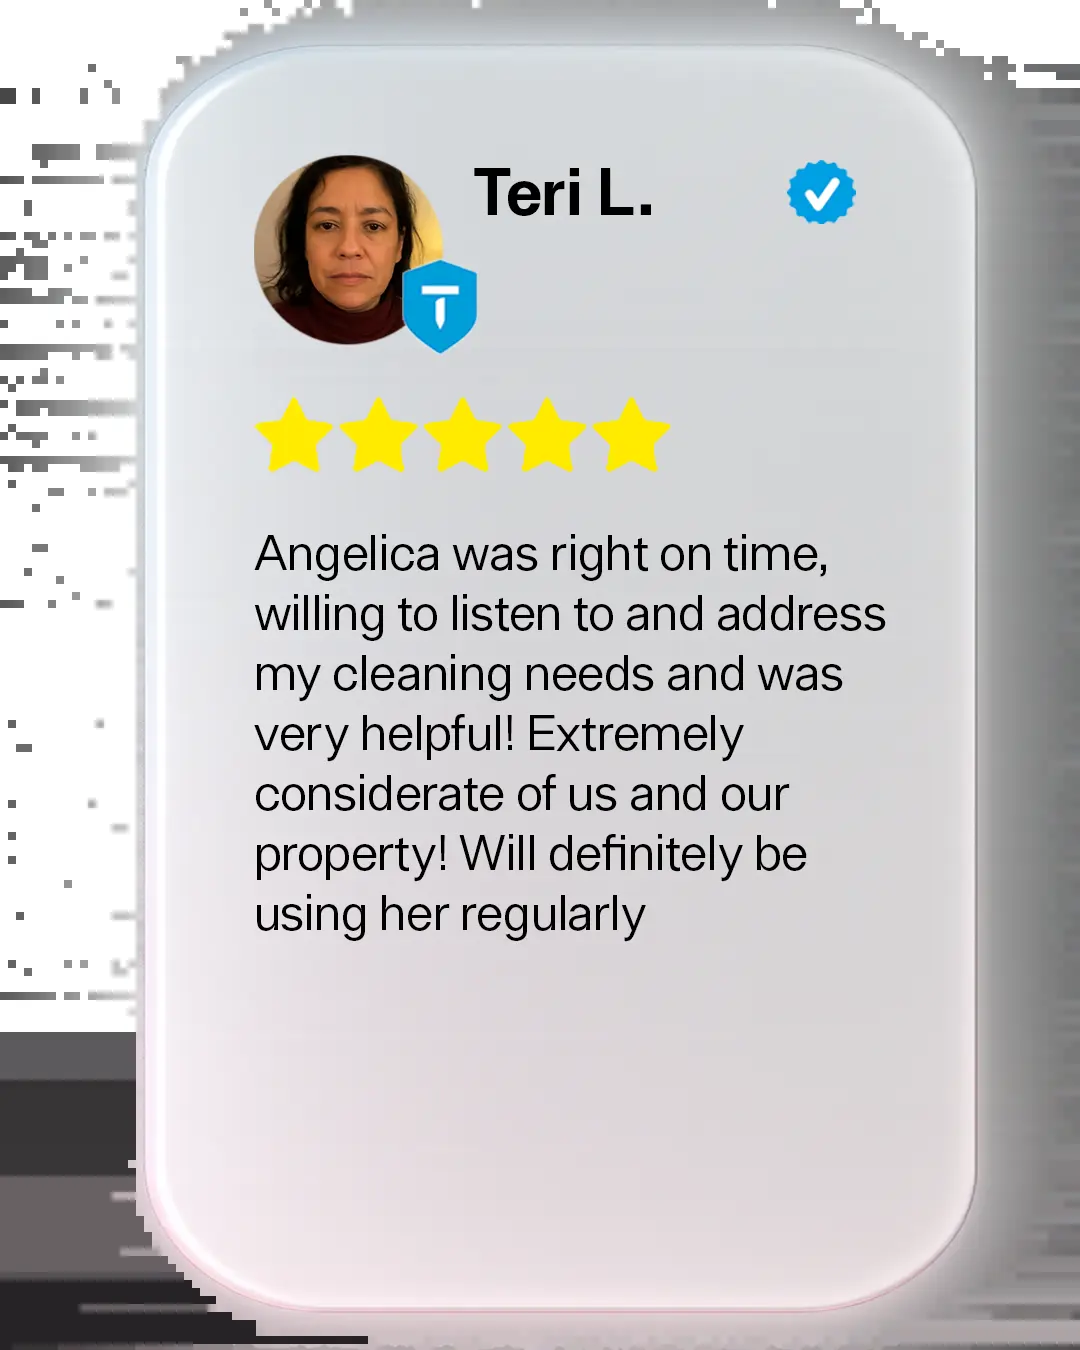 Teri L.
Angelica was right on time,
willing to listen to and address
my cleaning needs and was
very helpful! Extremely
considerate of us and our
property! Will definitely be
using her regularly